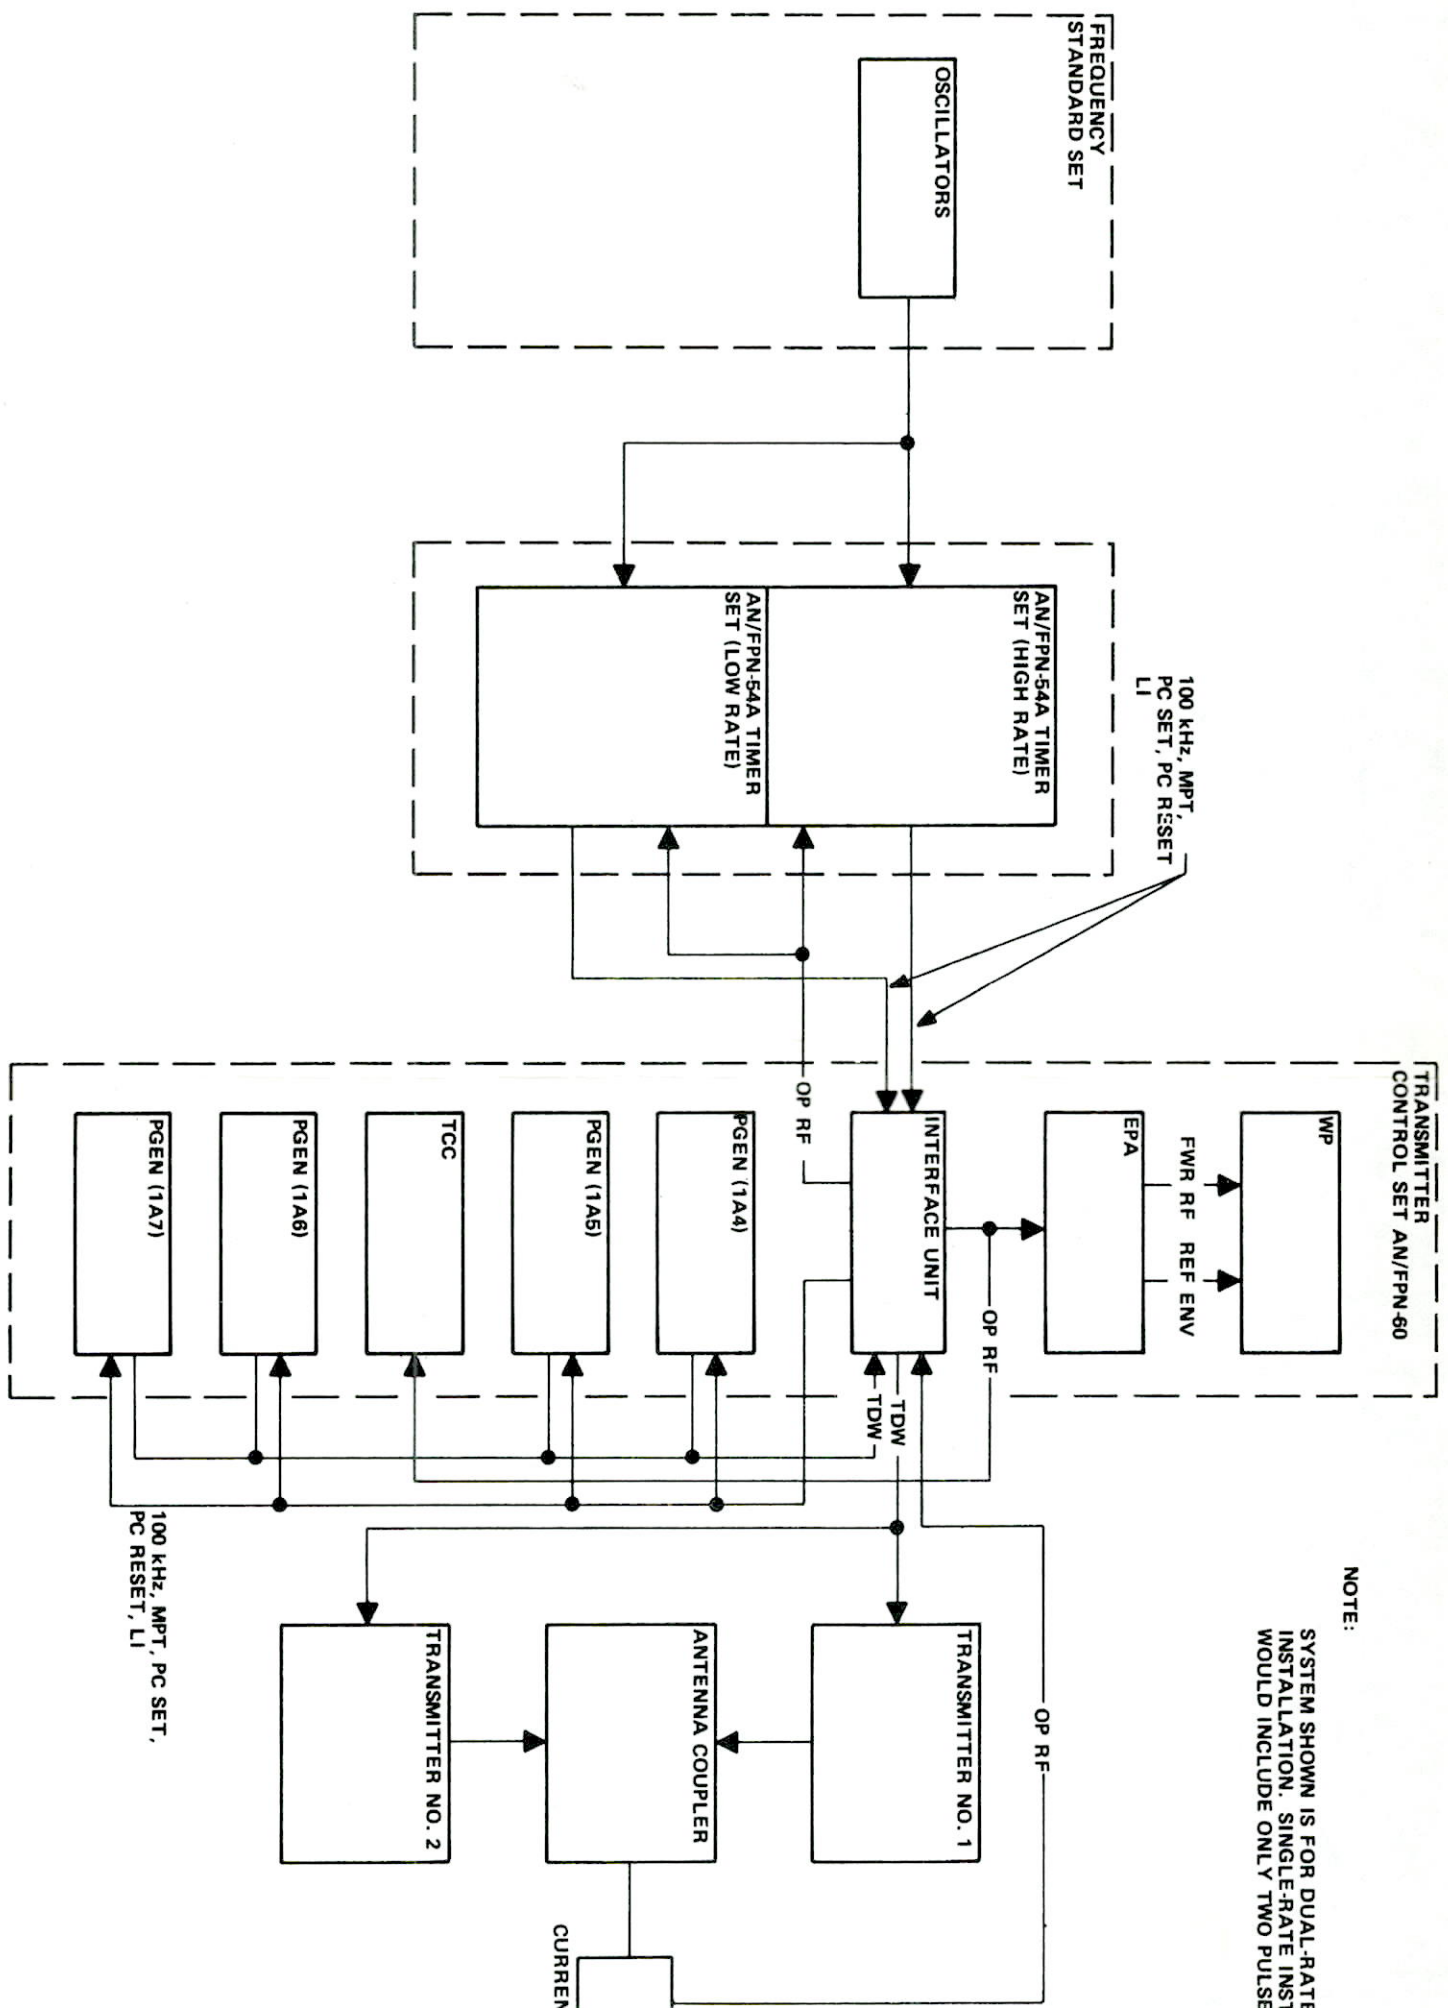 FREQUENCY
STANDARD SET
OSCILLATORS
AN/FPN-54A TIMER
SET (HIGH RATE)
AN/FPN-54A TIMER
SET (LOW RATE)
100 kHz, MPT,
PC SET, PC RESET
LI
TRANSMITTER
CONTROL SET AN/FPN-60
WP
FWR RF
REF ENV
EPA
OP RF
INTERFACE UNIT
OP RF
TDW
TDW
PGEN (1A4)
PGEN (1A5)
TCC
PGEN (1A6)
PGEN (1A7)
100 kHz, MPT, PC SET,
PC RESET, LI
NOTE:
SYSTEM SHOWN IS FOR DUAL-RATE
INSTALLATION. SINGLE-RATE
WOULD INCLUDE ONLY TWO PULSE
OP RF
TRANSMITTER NO. 1
ANTENNA COUPLER
TRANSMITTER NO. 2